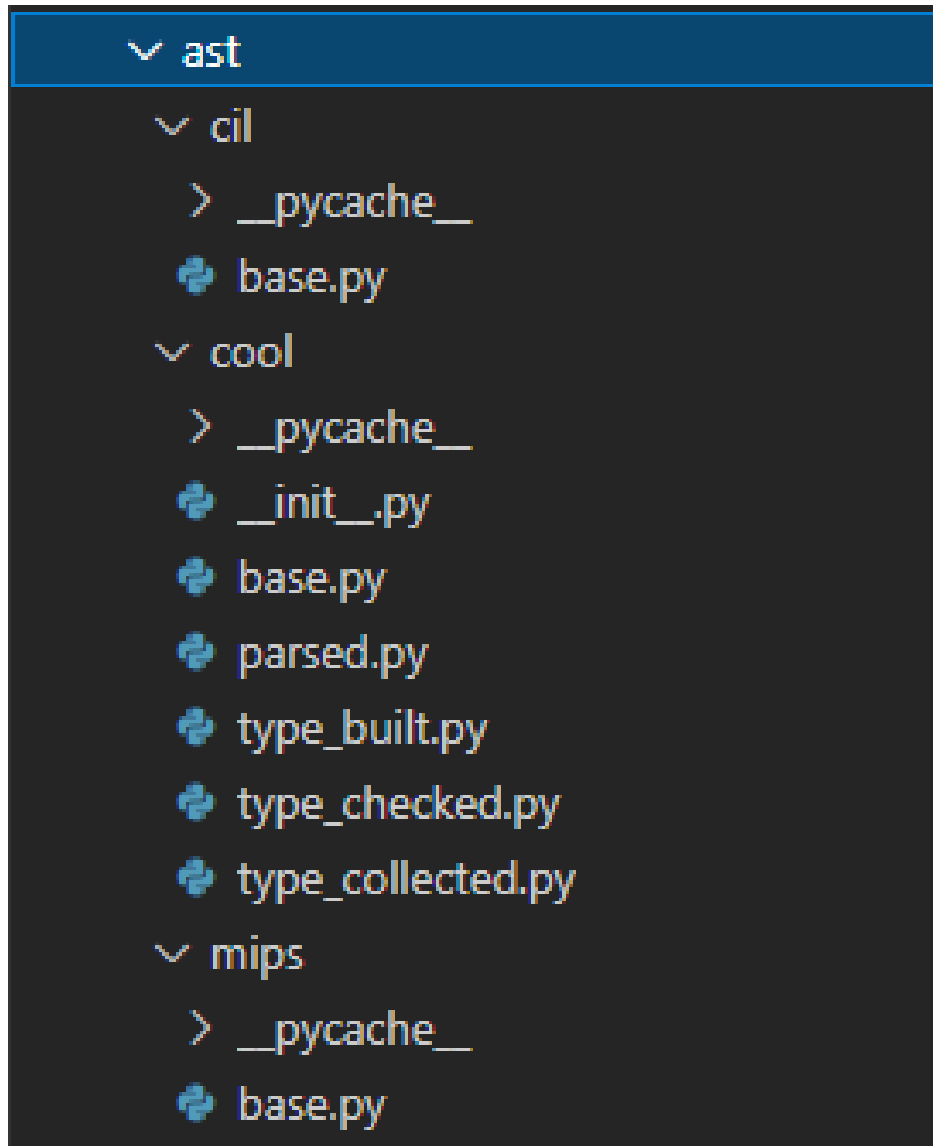 ast
cil
__pycache__
base.py
cool
__pycache__
__init__.py
base.py
parsed.py
type_built.py
type_checked.py
type_collected.py
mips
__pycache__
base.py